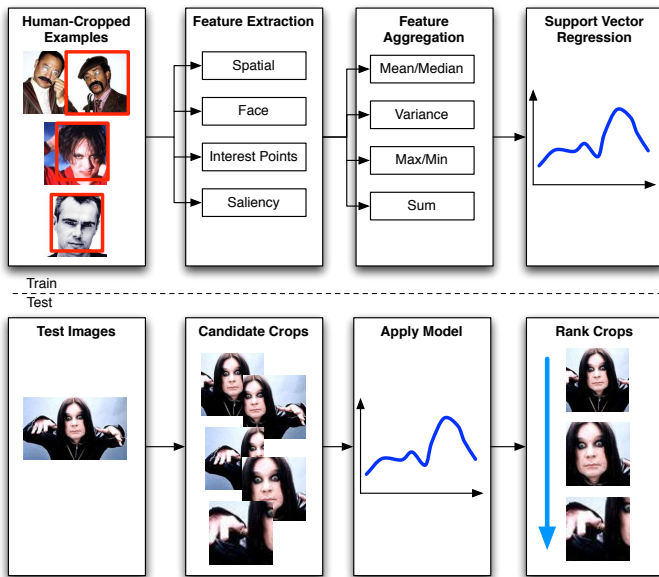 Human-Cropped
Examples
Feature Extraction
Spatial
Face
Interest Points
Saliency
Feature
Aggregation
Mean/Median
Variance
Max/Min
Sum
Support Vector
Regression
Train
Test
Test Images
Candidate Crops
Apply Model
Rank Crops